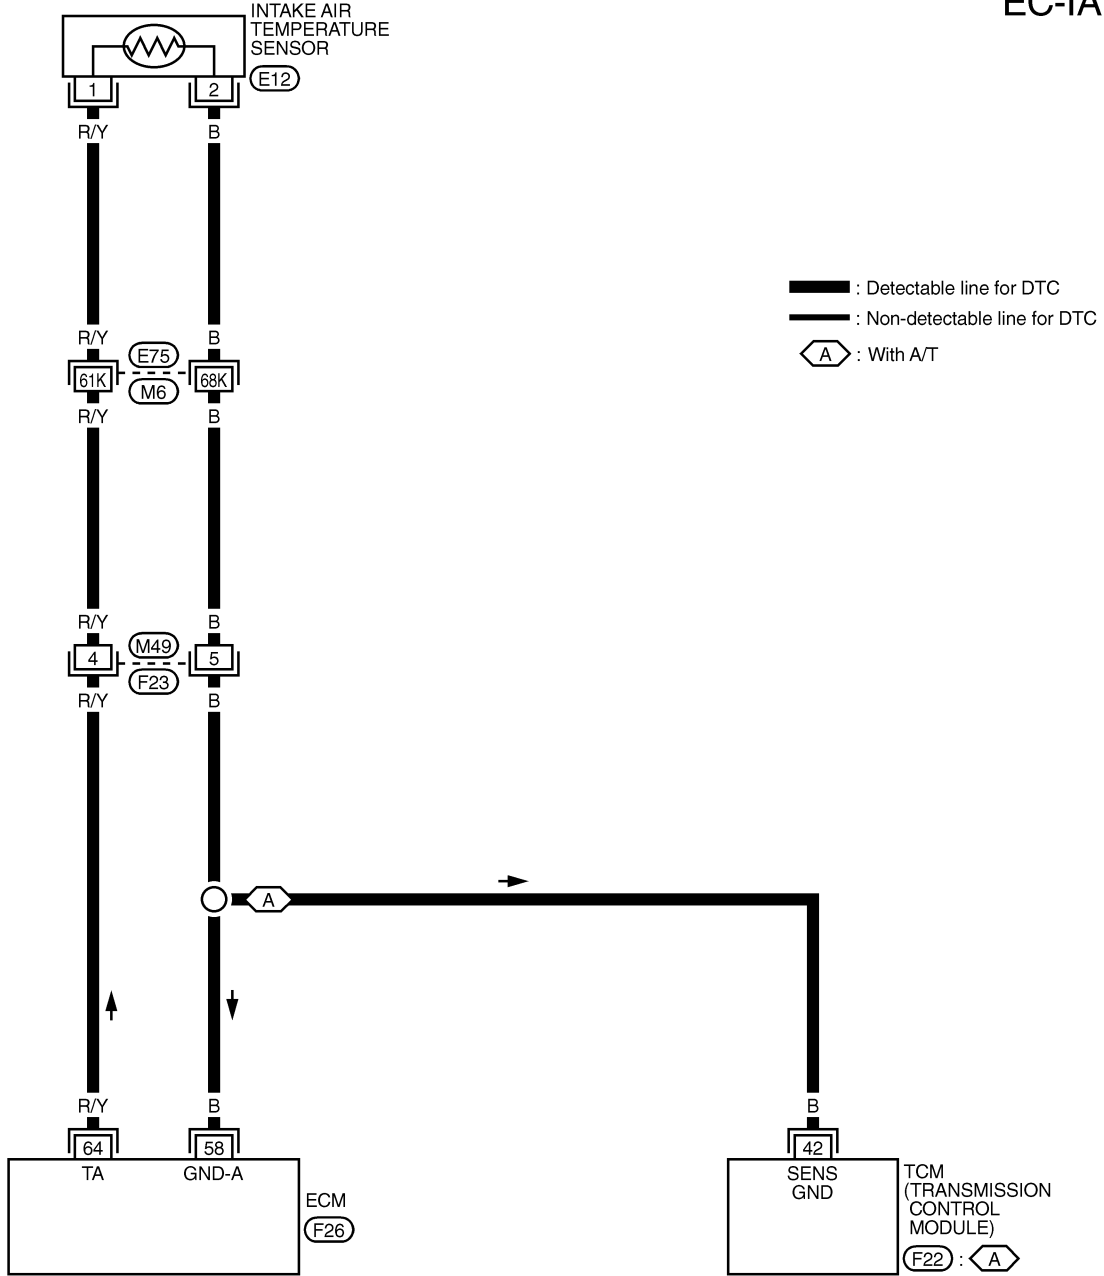 EC-IA
INTAKE AIR
TEMPERATURE
SENSOR
E12
1
2
R/Y
B
: Detectable line for DTC
: Non-detectable line for DTC
A : With A/T
R/Y
B
E75
61K
68K
M6
R/Y
B
R/Y
B
M49
4
5
F23
R/Y
B
A
R/Y
B
B
64
58
42
TA
GND-A
SENS
GND
ECM
F26
TCM
(TRANSMISSION
CONTROL
MODULE)
F22 : A